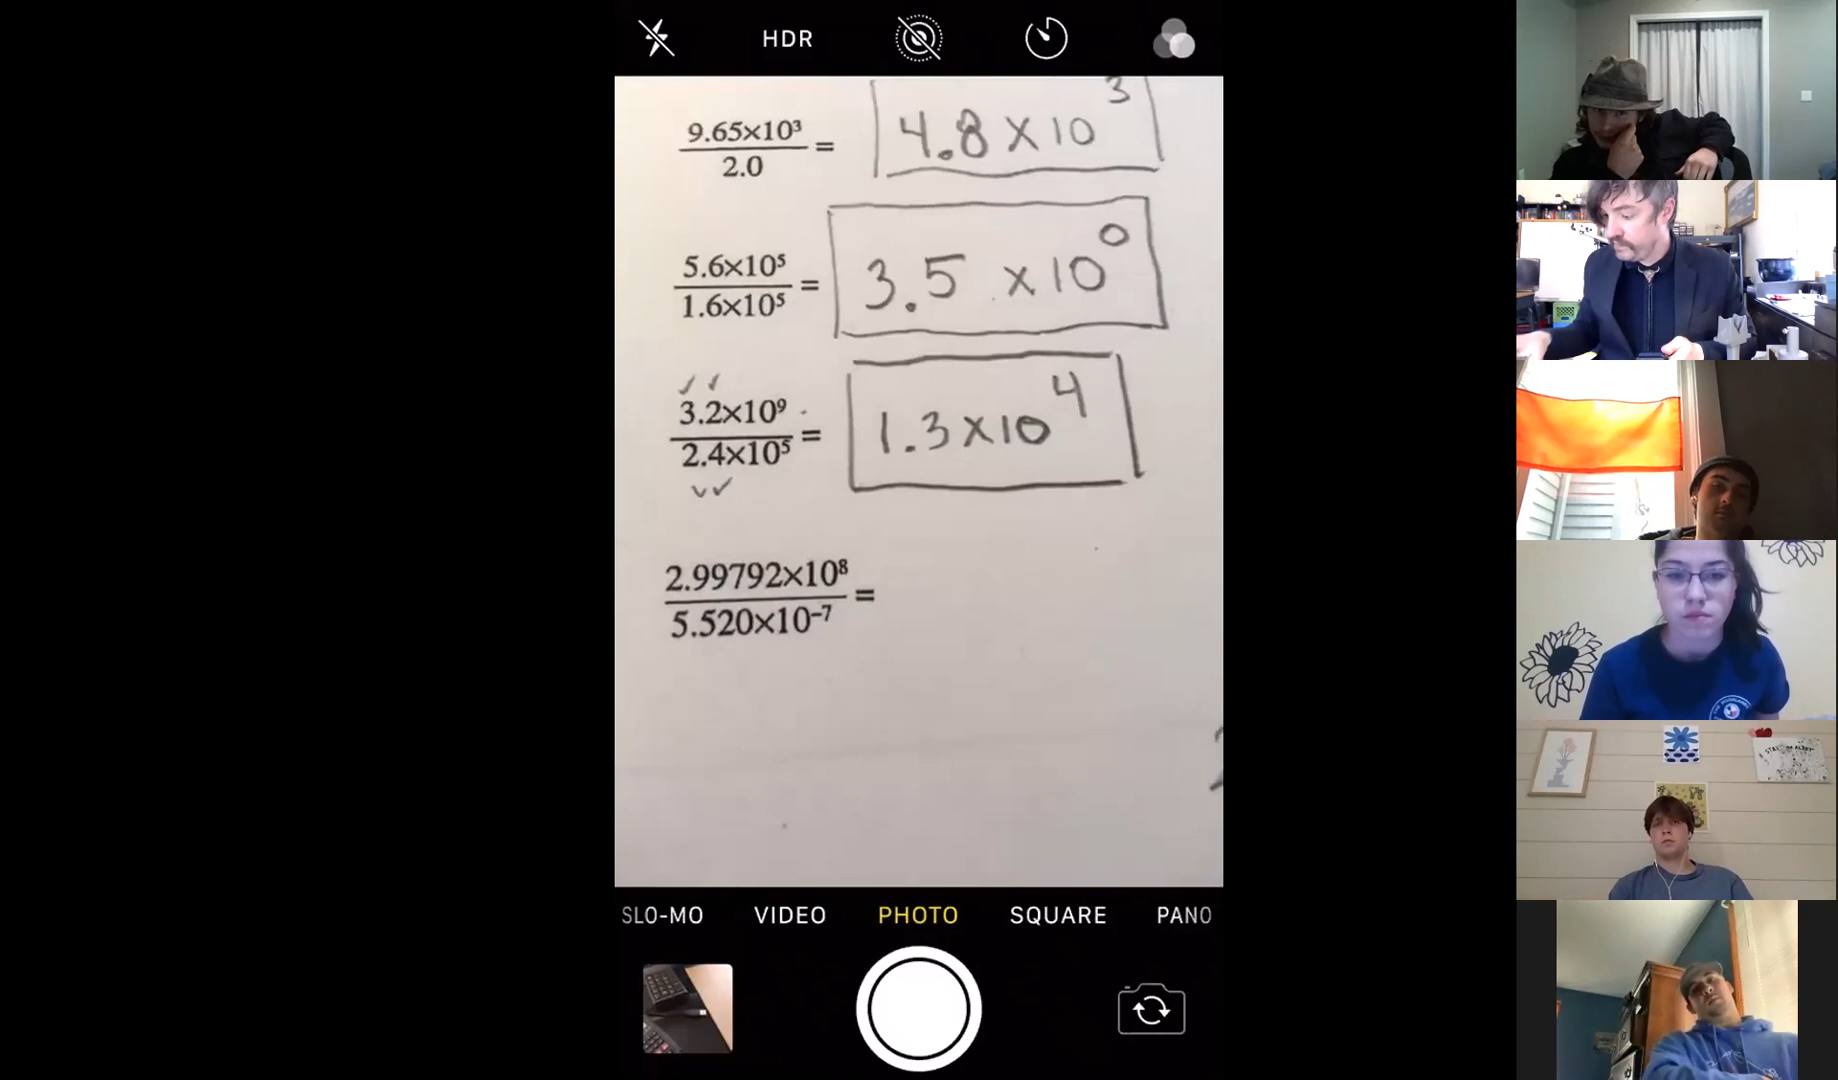 HDR
9.65×10³ / 2.0 = 4.8 × 10³
5.6×10⁵ / 1.6×10⁵ = 3.5 × 10⁰
3.2×10⁹ / 2.4×10⁵ = 1.3 × 10⁴
2.99792×10⁸ / 5.520×10⁻⁷ =
SLO-MO VIDEO PHOTO SQUARE PANO